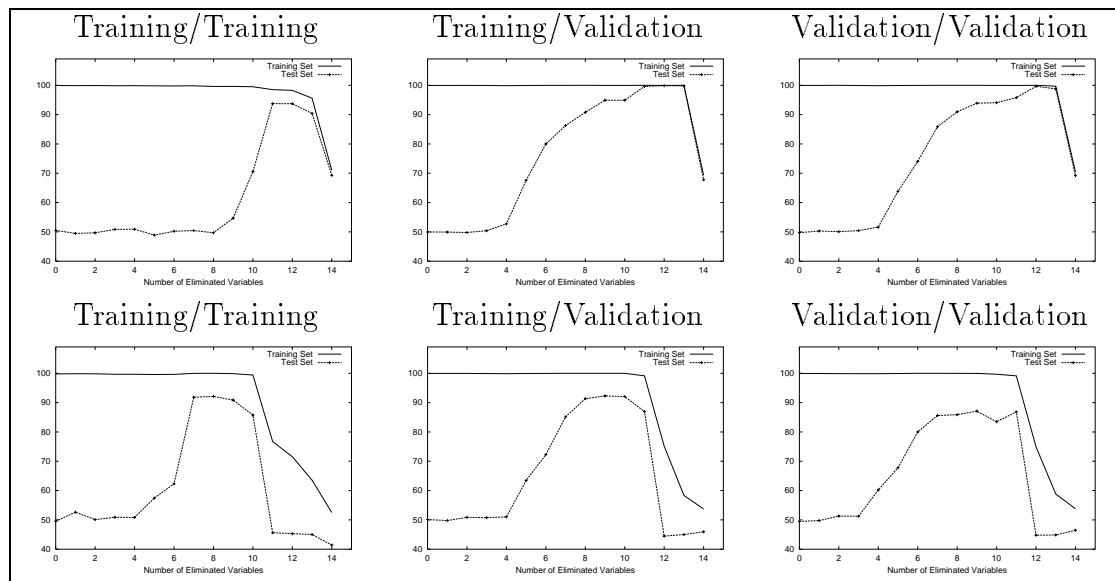 Training/Training
Training/Validation
Validation/Validation
Training Set
Test Set
100
90
80
70
60
50
40
0 2 4 6 8 10 12 14
Number of Eliminated Variables
Training Set
Test Set
100
90
80
70
60
50
40
0 2 4 6 8 10 12 14
Number of Eliminated Variables
Training Set
Test Set
100
90
80
70
60
50
40
0 2 4 6 8 10 12 14
Number of Eliminated Variables
Training/Training
Training/Validation
Validation/Validation
Training Set
Test Set
100
90
80
70
60
50
40
0 2 4 6 8 10 12 14
Number of Eliminated Variables
Training Set
Test Set
100
90
80
70
60
50
40
0 2 4 6 8 10 12 14
Number of Eliminated Variables
Training Set
Test Set
100
90
80
70
60
50
40
0 2 4 6 8 10 12 14
Number of Eliminated Variables